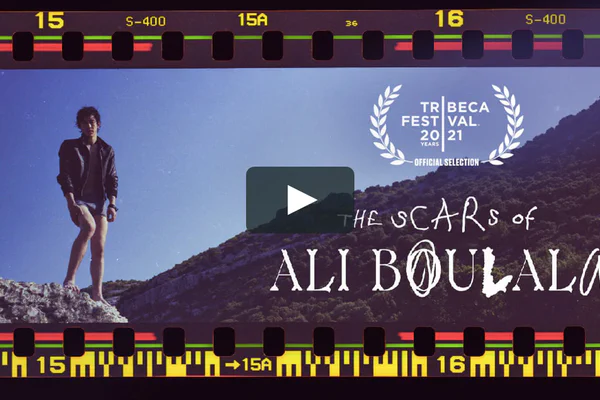 15 S-400 15A 36 16 S-400
TRIBECA
FESTIVAL
20 21
YEARS
OFFICIAL SELECTION
THE SCARS of
ALI BOULALA
15 →15A 16